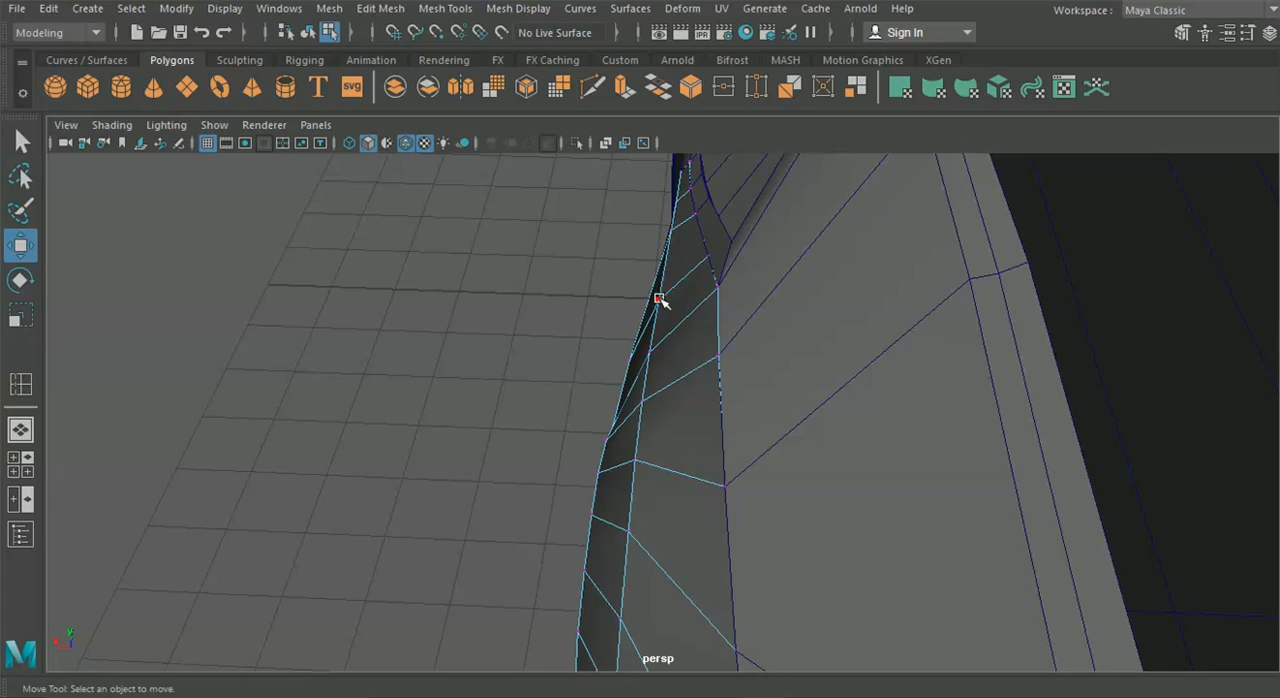 File Edit Create Select Modify Display Windows Mesh Edit Mesh Mesh Tools Mesh Display Curves Surfaces Deform UV Generate Cache Arnold Help Workspace : Maya Classic
Modeling No Live Surface IPR Sign In
Curves / Surfaces Polygons Sculpting Rigging Animation Rendering FX FX Caching Custom Arnold Bifrost MASH Motion Graphics XGen
T SVG
View Shading Lighting Show Renderer Panels
persp
Move Tool: Select an object to move.